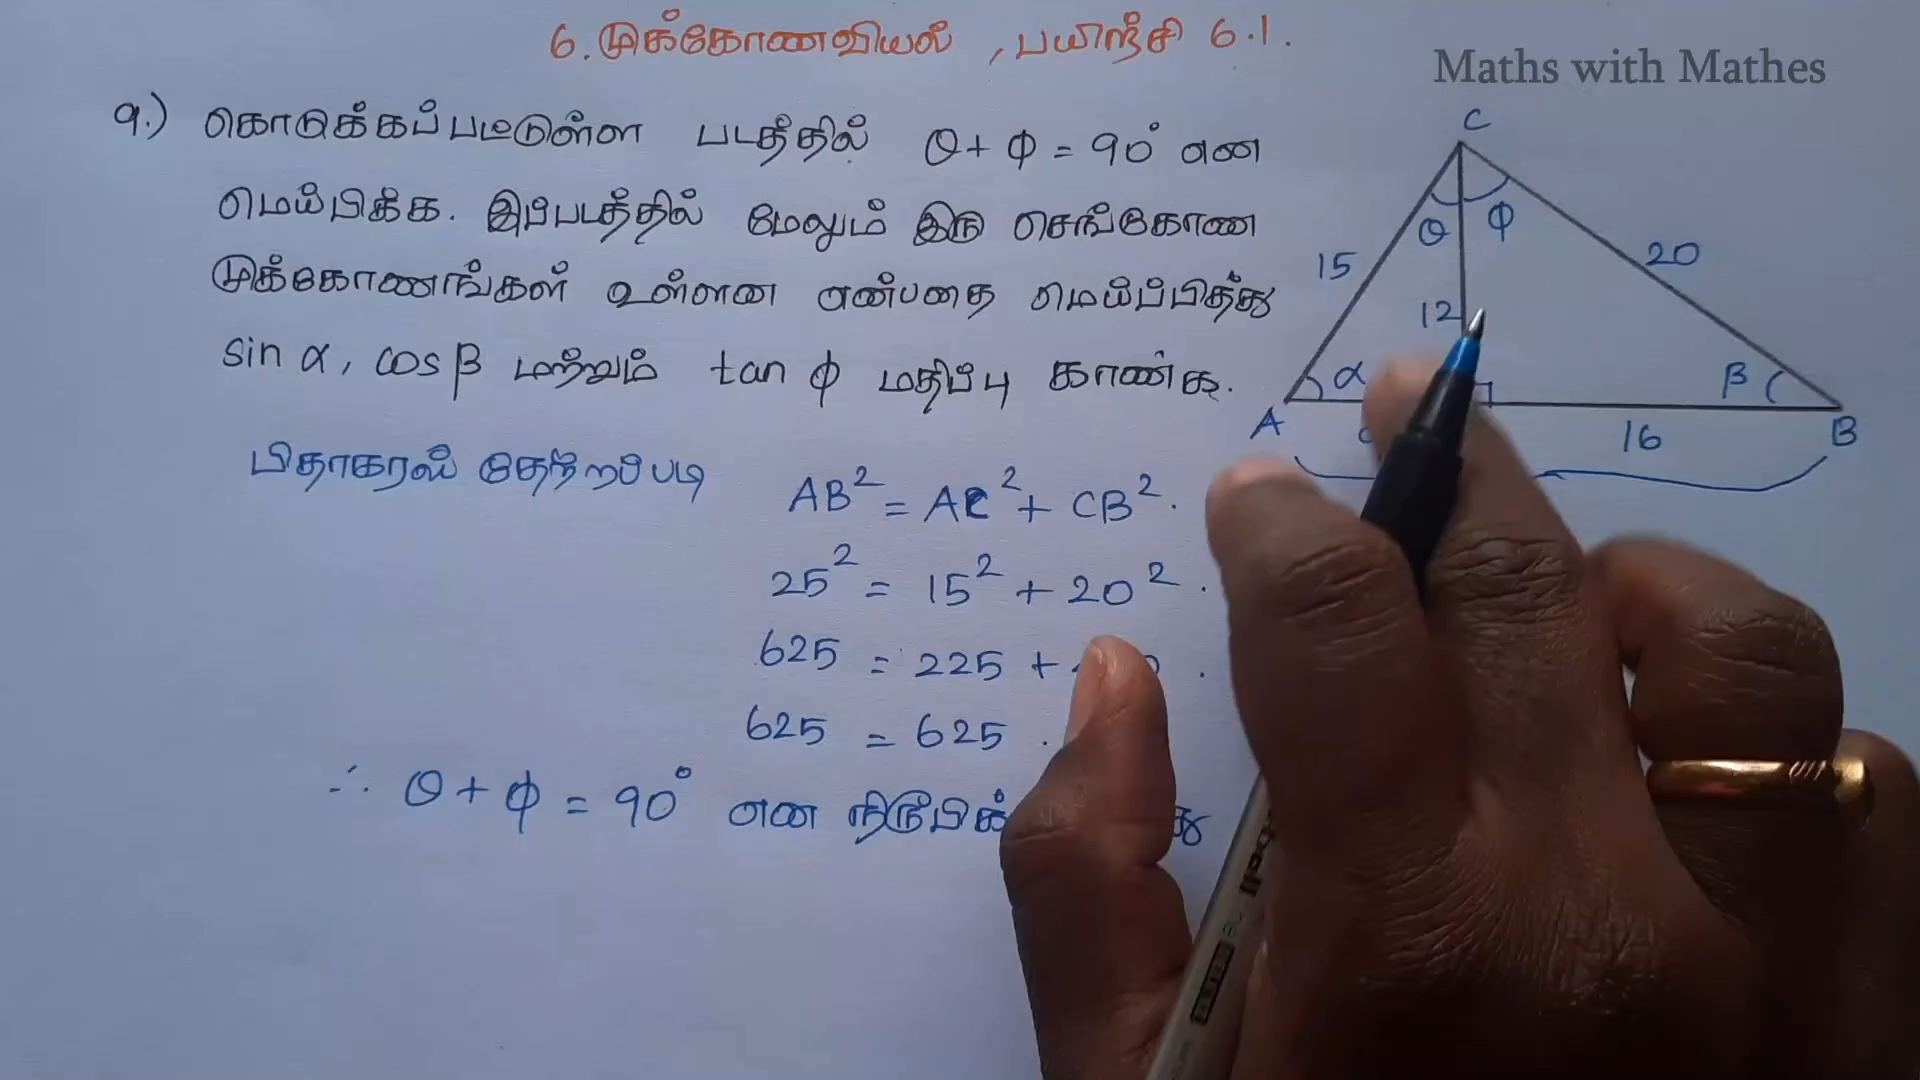 6. முக்கோணவியல் , பயிற்சி 6.1.
Maths with Mathes
9.) கொடுக்கப்பட்டுள்ள படத்தில் θ + ϕ = 90° என
மெய்பிக்க. இப்படத்தில் மேலும் இரு செங்கோண
முக்கோணங்கள் உள்ளன என்பதை மெய்ப்பித்து
sin α, cos β மற்றும் tan ϕ மதிப்பு காண்க.
C
θ ϕ
15 20
12
α β
A B
16
பிதாகரஸ் தேற்றப்படி
AB² = AC² + CB².
25² = 15² + 20².
625 = 225 +
625 = 625.
∴ θ + ϕ = 90° என